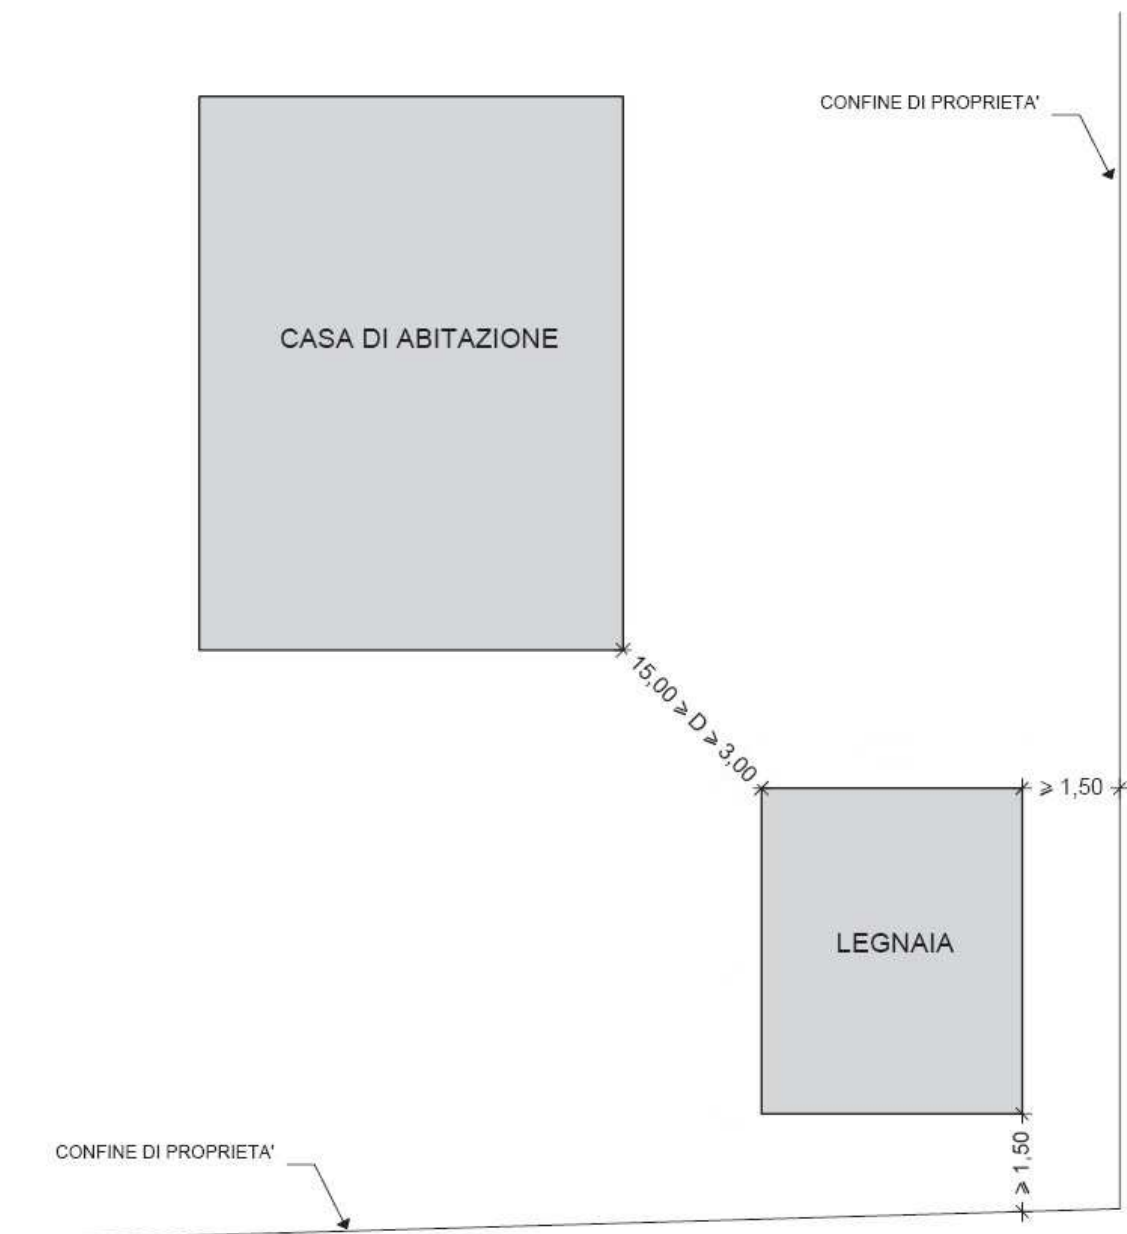 CONFINE DI PROPRIETA'
CASA DI ABITAZIONE
15,00 ⩾ D ⩾ 3,00
⩾ 1,50
LEGNAIA
⩾ 1,50
CONFINE DI PROPRIETA'